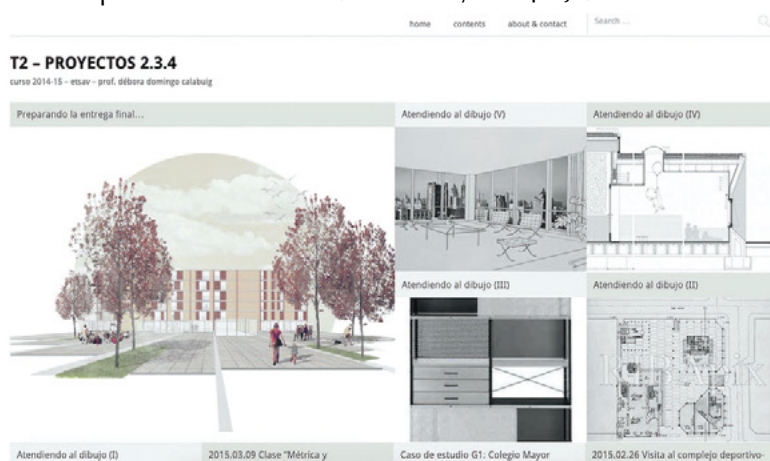 home contents about & contact Search ...
T2 – PROYECTOS 2.3.4
curso 2014-15 – etsav – prof. débora domingo calabuig
Preparando la entrega final...
Atendiendo al dibujo (V)
Atendiendo al dibujo (IV)
Atendiendo al dibujo (III)
Atendiendo al dibujo (II)
Atendiendo al dibujo (I)
2015.03.09 Clase "Métrica y
Caso de estudio G1: Colegio Mayor
2015.02.26 Visita al complejo deportivo-